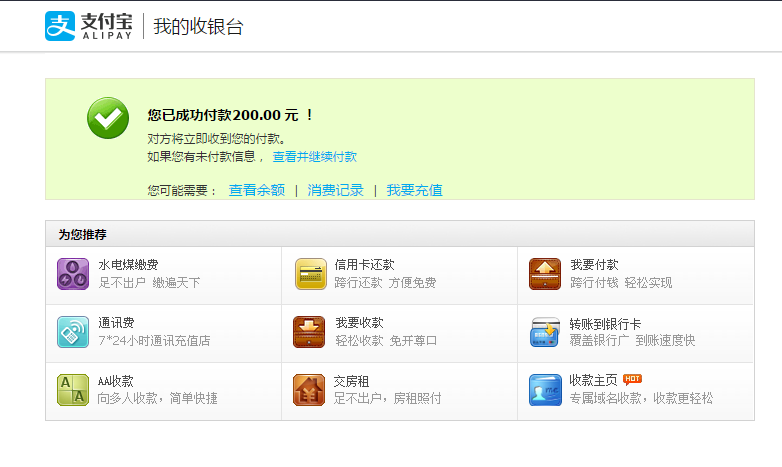 支付宝 我的收银台
ALIPAY
您已成功付款200.00 元 ！
对方将立即收到您的付款。
如果您有未付款信息， 查看并继续付款
您可能需要： 查看余额 | 消费记录 | 我要充值
为您推荐
水电煤缴费
足不出户 缴遍天下
信用卡还款
跨行还款 方便免费
我要付款
跨行付钱 轻松实现
通讯费
7*24小时通讯充值店
我要收款
轻松收款 免开尊口
转账到银行卡
覆盖银行广 到账速度快
AA收款
向多人收款，简单快捷
交房租
足不出户，房租照付
收款主页 HOT
专属域名收款，收款更轻松